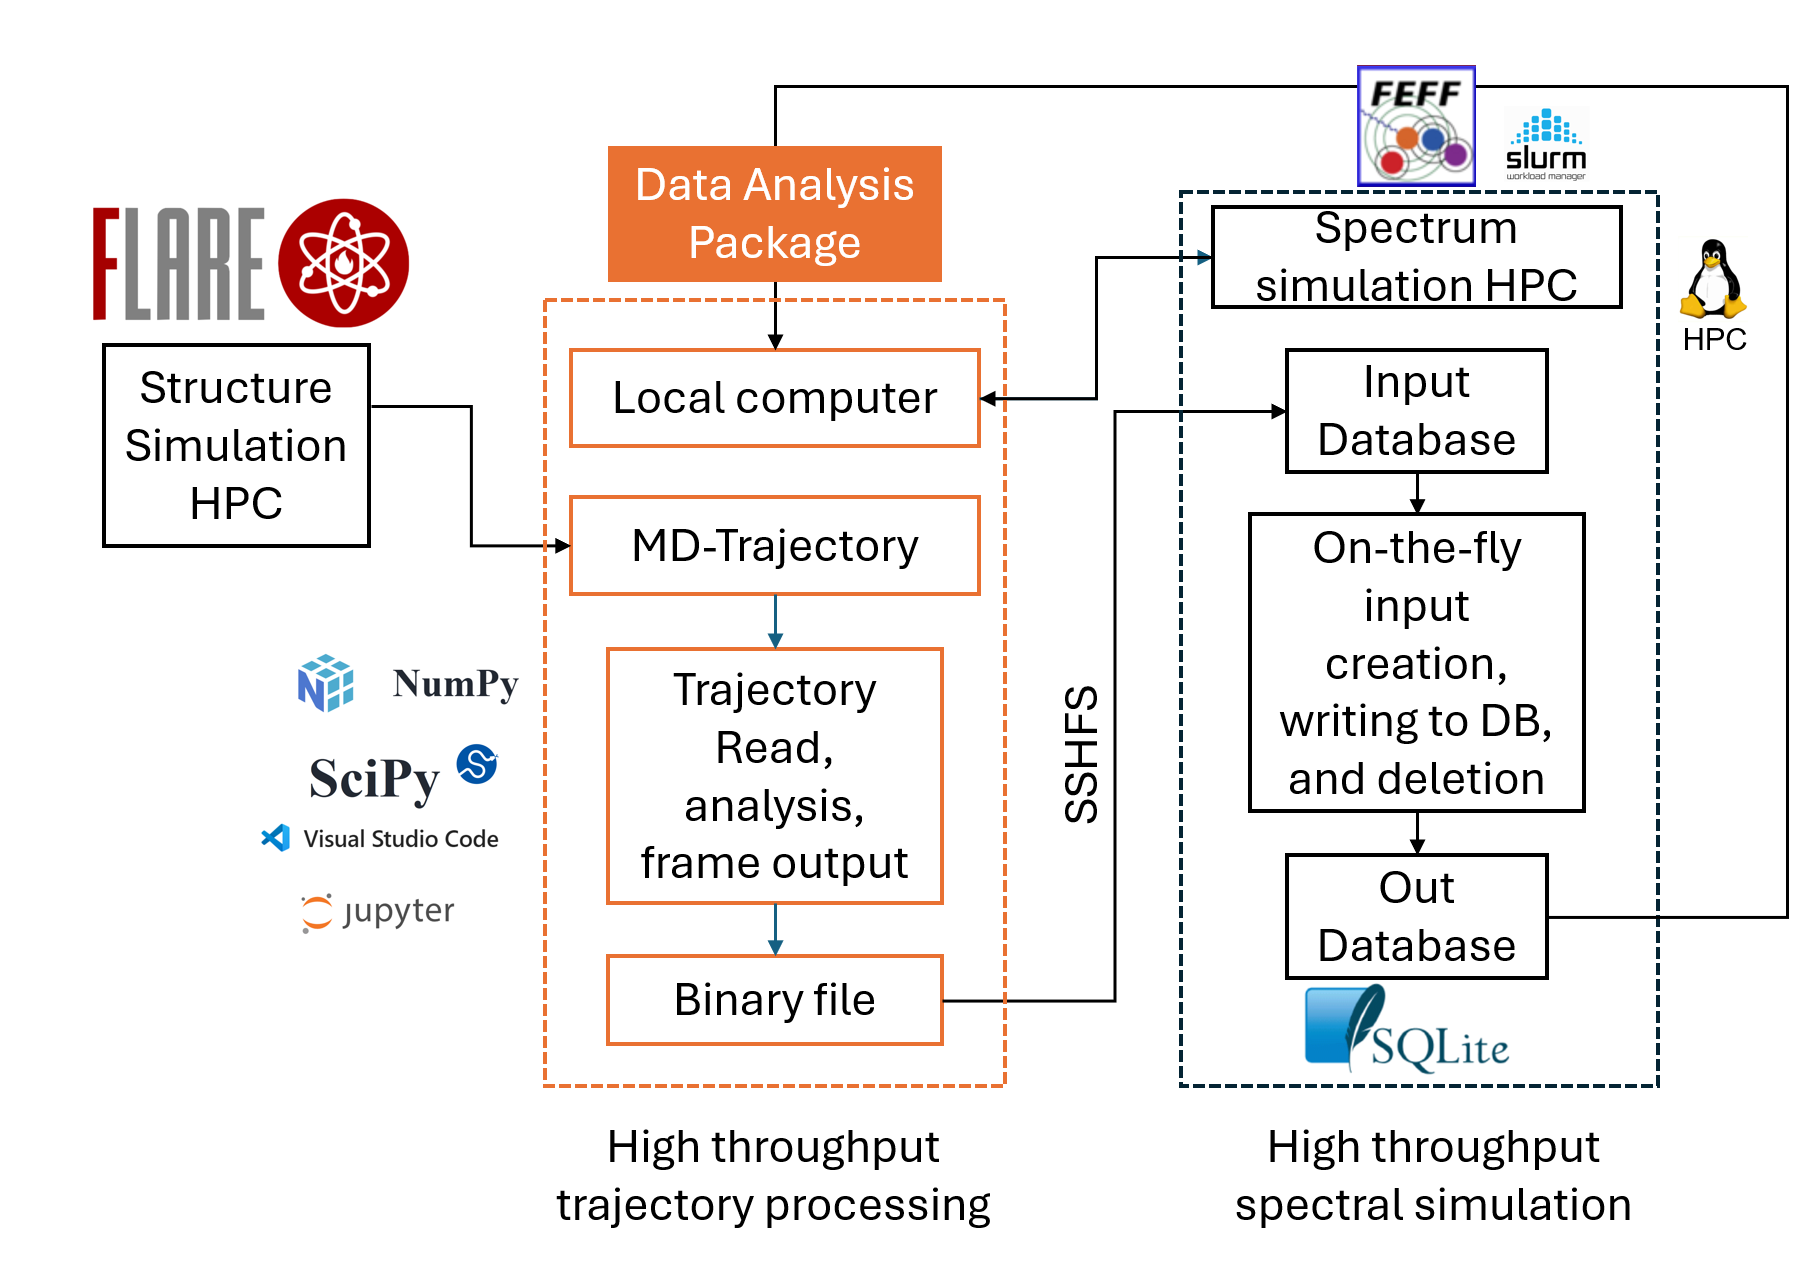 FEFF
slurm
workload manager
Data Analysis
Package
FLARE
Spectrum
simulation HPC
HPC
Structure
Simulation
HPC
Local computer
Input
Database
MD-Trajectory
On-the-fly
input
creation,
writing to DB,
and deletion
NumPy
SciPy
Visual Studio Code
jupyter
Trajectory
Read,
analysis,
frame output
SSHFS
Out
Database
Binary file
SQLite
High throughput
trajectory processing
High throughput
spectral simulation